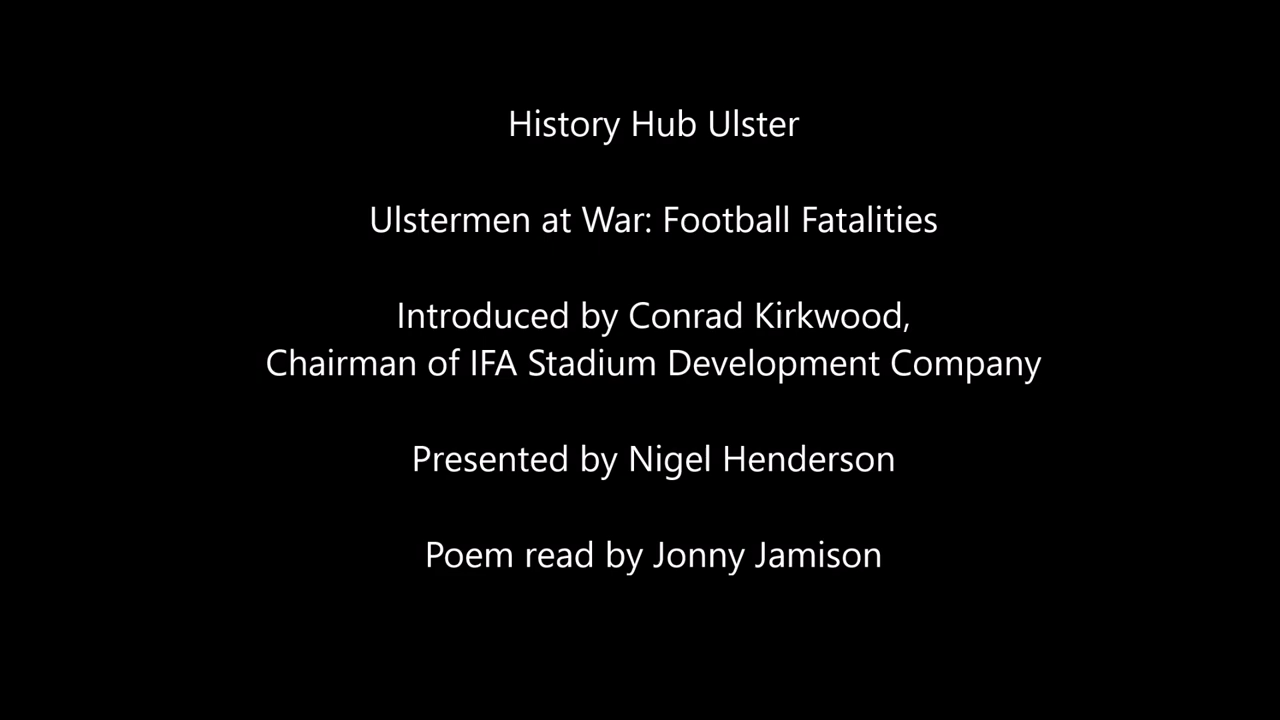 History Hub Ulster
Ulstermen at War: Football Fatalities
Introduced by Conrad Kirkwood,
Chairman of IFA Stadium Development Company
Presented by Nigel Henderson
Poem read by Jonny Jamison